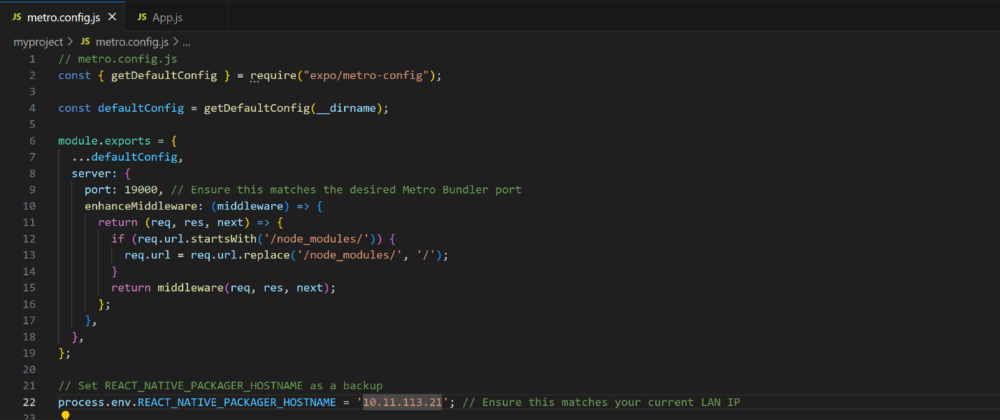 JS metro.config.js ×
JS App.js
myproject > JS metro.config.js > ...
1 // metro.config.js
2 const { getDefaultConfig } = require("expo/metro-config");
3
4 const defaultConfig = getDefaultConfig(__dirname);
5
6 module.exports = {
7   ...defaultConfig,
8   server: {
9     port: 19000, // Ensure this matches the desired Metro Bundler port
10     enhanceMiddleware: (middleware) => {
11       return (req, res, next) => {
12         if (req.url.startsWith('/node_modules/')) {
13           req.url = req.url.replace('/node_modules/', '/');
14         }
15         return middleware(req, res, next);
16       };
17     },
18   },
19 };
20
21 // Set REACT_NATIVE_PACKAGER_HOSTNAME as a backup
22 process.env.REACT_NATIVE_PACKAGER_HOSTNAME = '10.11.113.21'; // Ensure this matches your current LAN IP
23